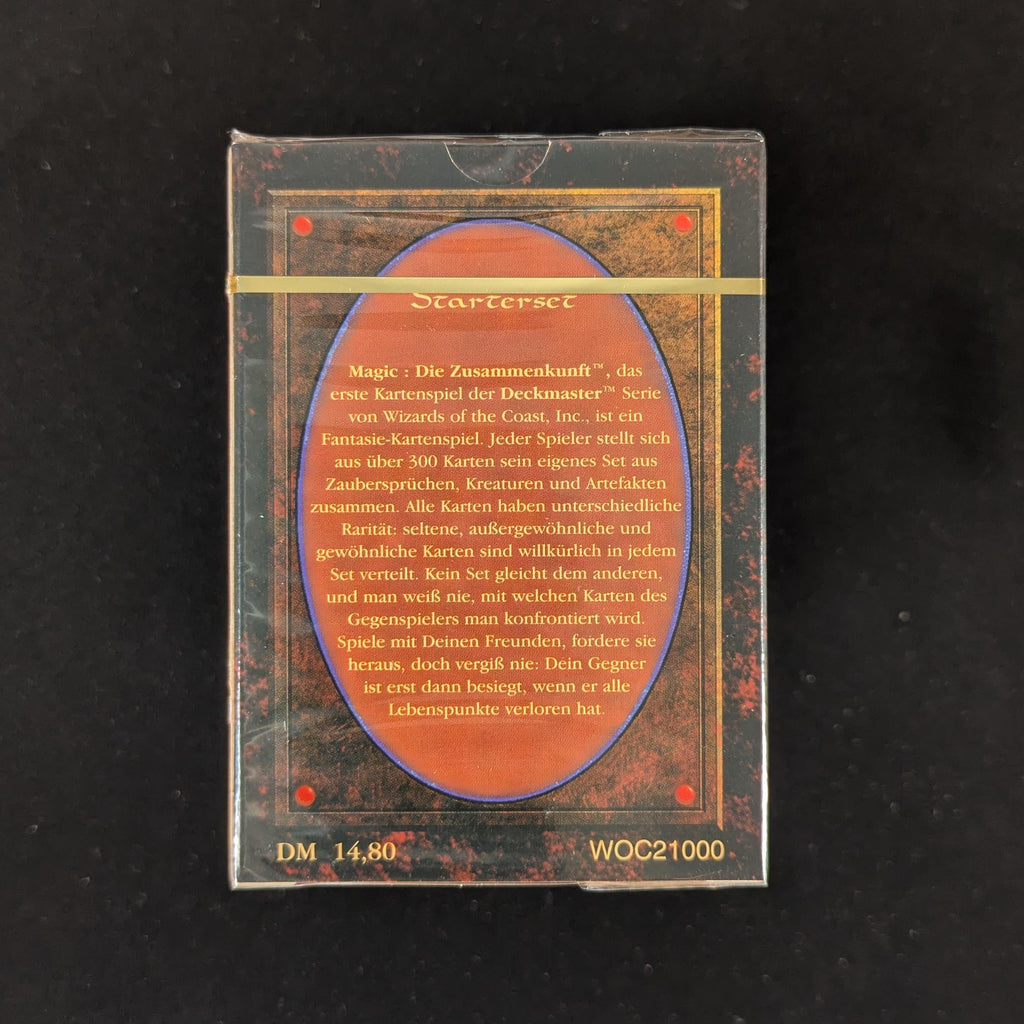 Starterset
Magic : Die Zusammenkunft™, das
erste Kartenspiel der Deckmaster™ Serie
von Wizards of the Coast, Inc., ist ein
Fantasie-Kartenspiel. Jeder Spieler stellt sich
aus über 300 Karten sein eigenes Set aus
Zaubersprüchen, Kreaturen und Artefakten
zusammen. Alle Karten haben unterschiedliche
Rarität: seltene, außergewöhnliche und
gewöhnliche Karten sind willkürlich in jedem
Set verteilt. Kein Set gleicht dem anderen,
und man weiß nie, mit welchen Karten des
Gegenspielers man konfrontiert wird.
Spiele mit Deinen Freunden, fordere sie
heraus, doch vergiß nie: Dein Gegner
ist erst dann besiegt, wenn er alle
Lebenspunkte verloren hat.
DM 14,80
WOC21000